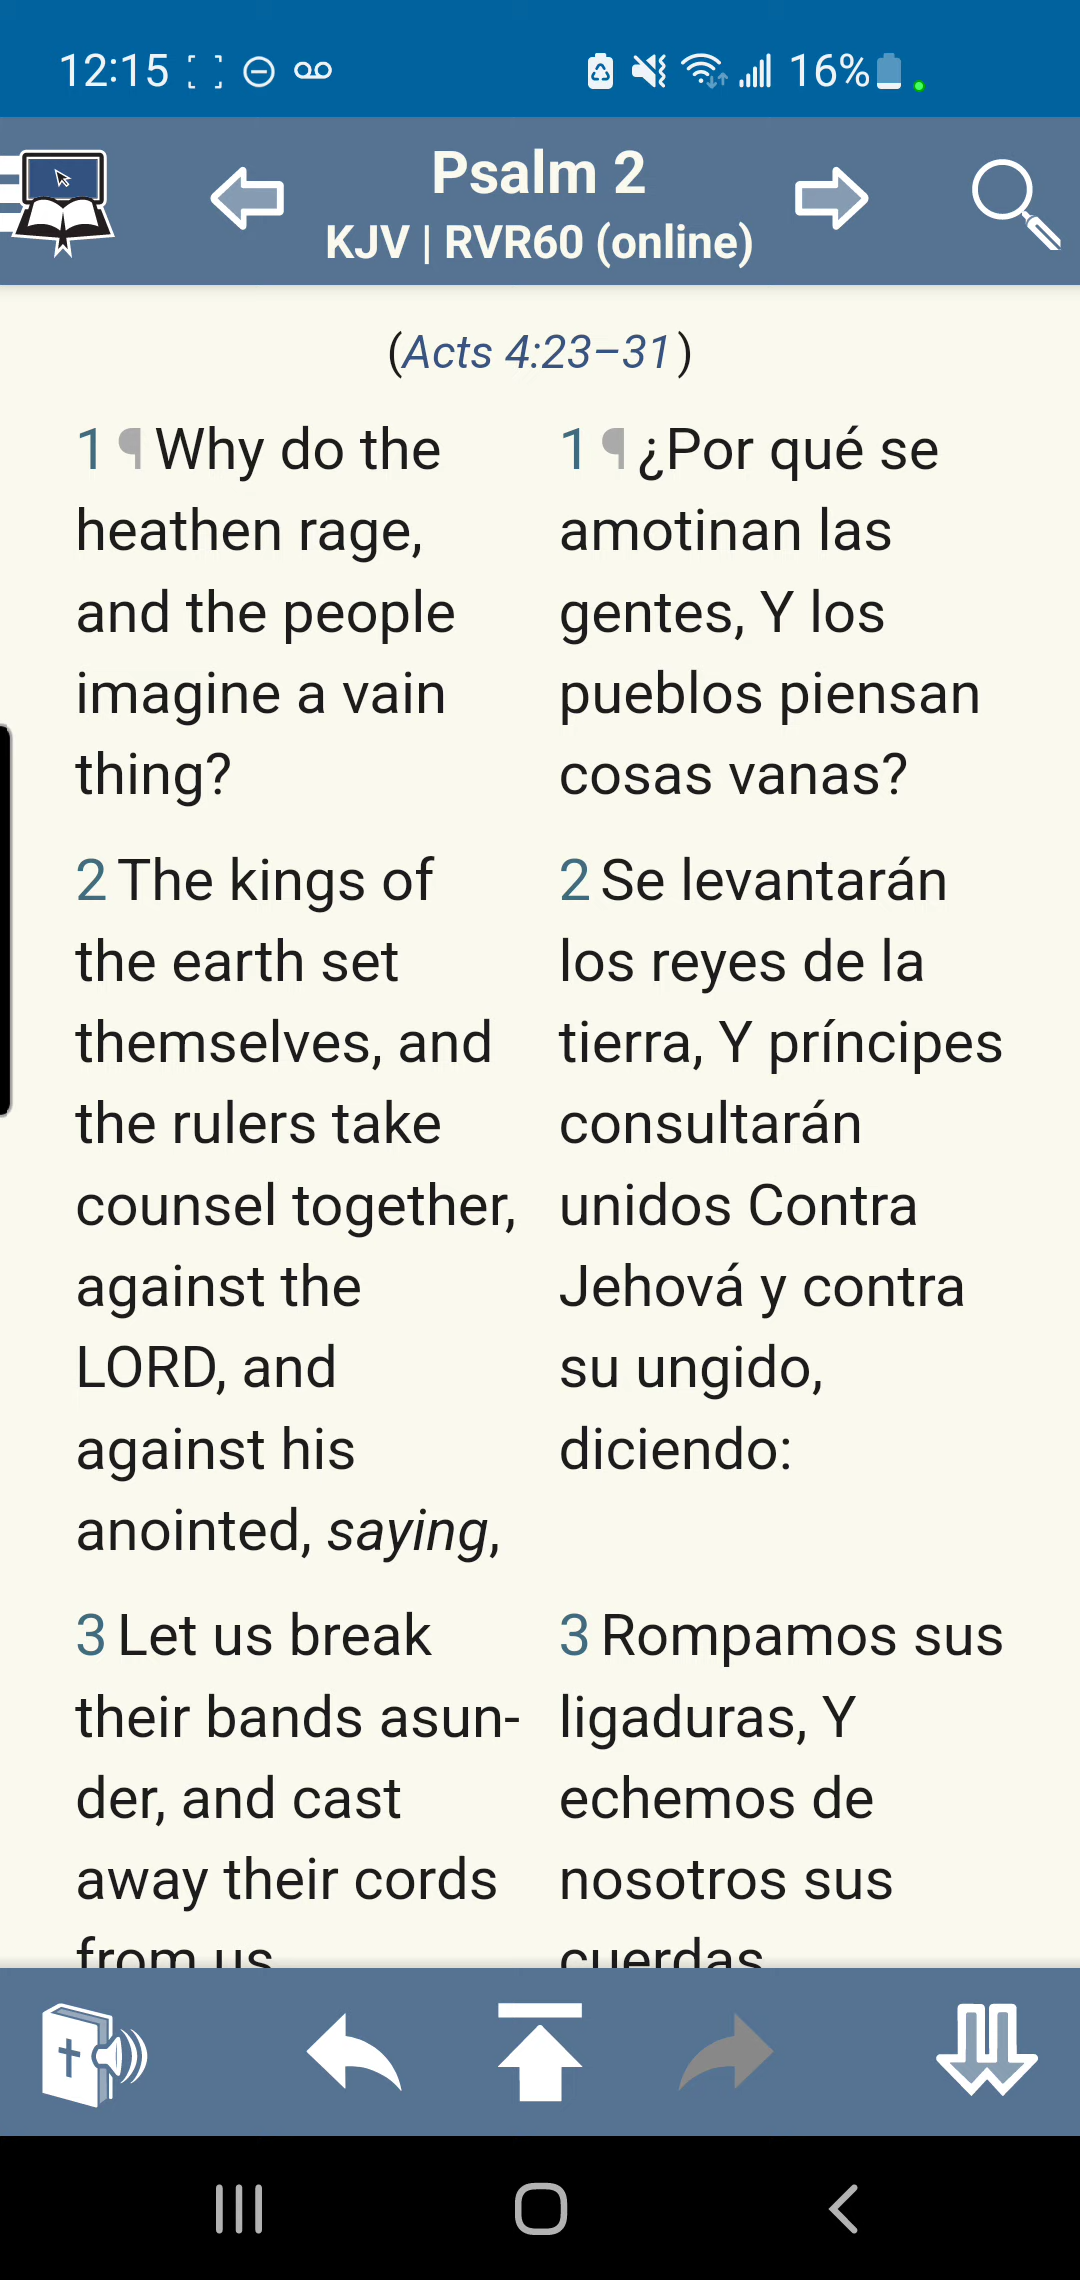 12:15
16%
Psalm 2
KJV | RVR60 (online)
(Acts 4:23–31)
1 ¶ Why do the
heathen rage,
and the people
imagine a vain
thing?
1 ¶ ¿Por qué se
amotinan las
gentes, Y los
pueblos piensan
cosas vanas?
2 The kings of
the earth set
themselves, and
the rulers take
counsel together,
against the
LORD, and
against his
anointed, saying,
2 Se levantarán
los reyes de la
tierra, Y príncipes
consultarán
unidos Contra
Jehová y contra
su ungido,
diciendo:
3 Let us break
their bands asun-
der, and cast
away their cords
from us
3 Rompamos sus
ligaduras, Y
echemos de
nosotros sus
cuerdas